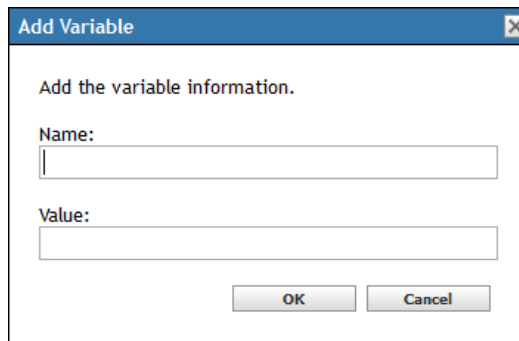 Add Variable
Add the variable information.
Name:
Value:
OK Cancel